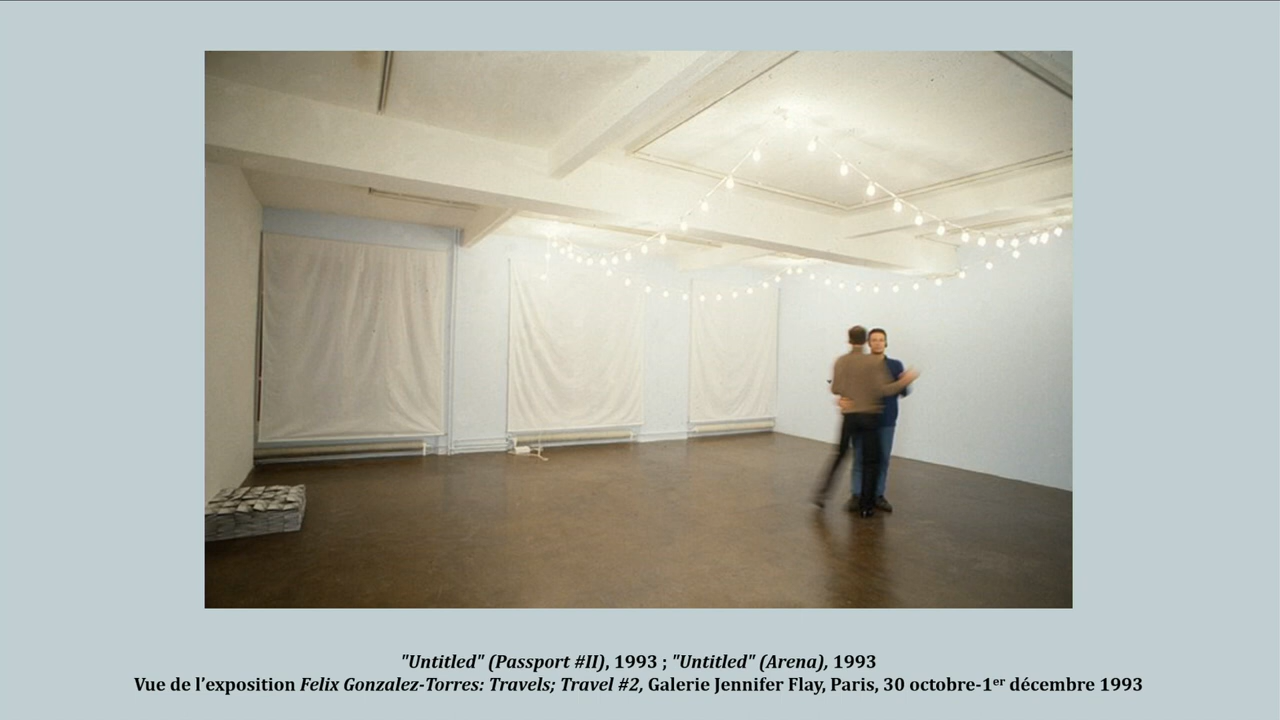 "Untitled" (Passport #II), 1993 ; "Untitled" (Arena), 1993
Vue de l’exposition Felix Gonzalez-Torres: Travels; Travel #2, Galerie Jennifer Flay, Paris, 30 octobre-1er décembre 1993